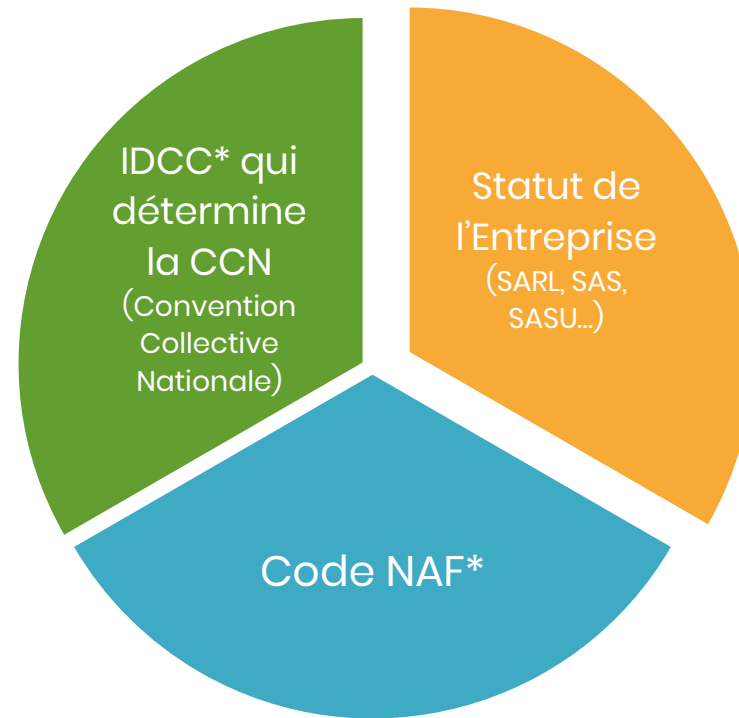 IDCC* qui
détermine
la CCN
(Convention
Collective
Nationale)
Statut de
l’Entreprise
(SARL, SAS,
SASU...)
Code NAF*